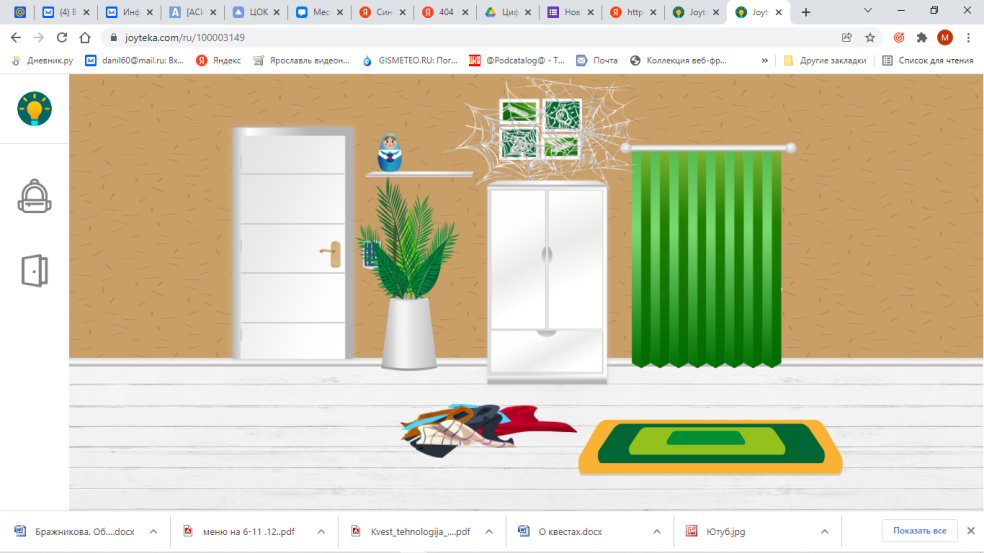 (4) В
Инф
[АСІ
ЦОК
Mecc
Син
404
Циф
Нов
http
Joyt
Joyt
joyteka.com/ru/100003149
M
Дневник.ру
danil60@mail.ru: Вх...
Яндекс
Ярославль видеон...
GISMETEO.RU: Пог...
@Podcatalog@ - Т...
Почта
Коллекция веб-фр...
»
Другие закладки
Список для чтения
Бражникова. Об....docx
меню на 6-11 .12..pdf
Kvest_tehnologija_....pdf
О квестах.docx
Ютуб.jpg
Показать все